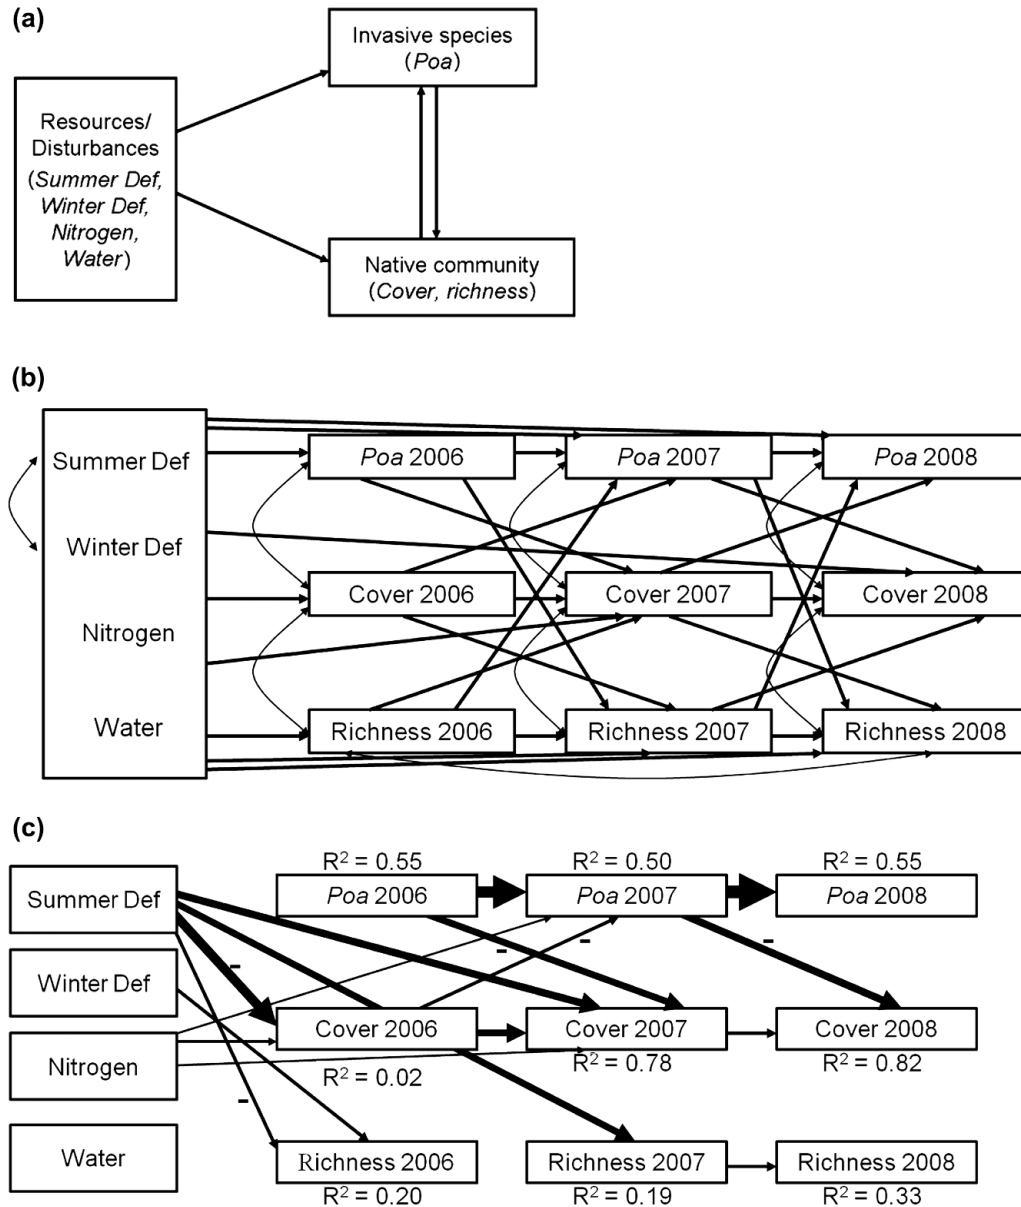 (a)
Invasive species
(Poa)
Resources/
Disturbances
(Summer Def,
Winter Def,
Nitrogen,
Water)
Native community
(Cover, richness)
(b)
Summer Def
Winter Def
Nitrogen
Water
Poa 2006
Poa 2007
Poa 2008
Cover 2006
Cover 2007
Cover 2008
Richness 2006
Richness 2007
Richness 2008
(c)
R² = 0.55
R² = 0.50
R² = 0.55
Summer Def
Poa 2006
Poa 2007
Poa 2008
-
-
-
-
Winter Def
Cover 2006
Cover 2007
Cover 2008
Nitrogen
R² = 0.02
R² = 0.78
R² = 0.82
-
Water
Richness 2006
Richness 2007
Richness 2008
R² = 0.20
R² = 0.19
R² = 0.33